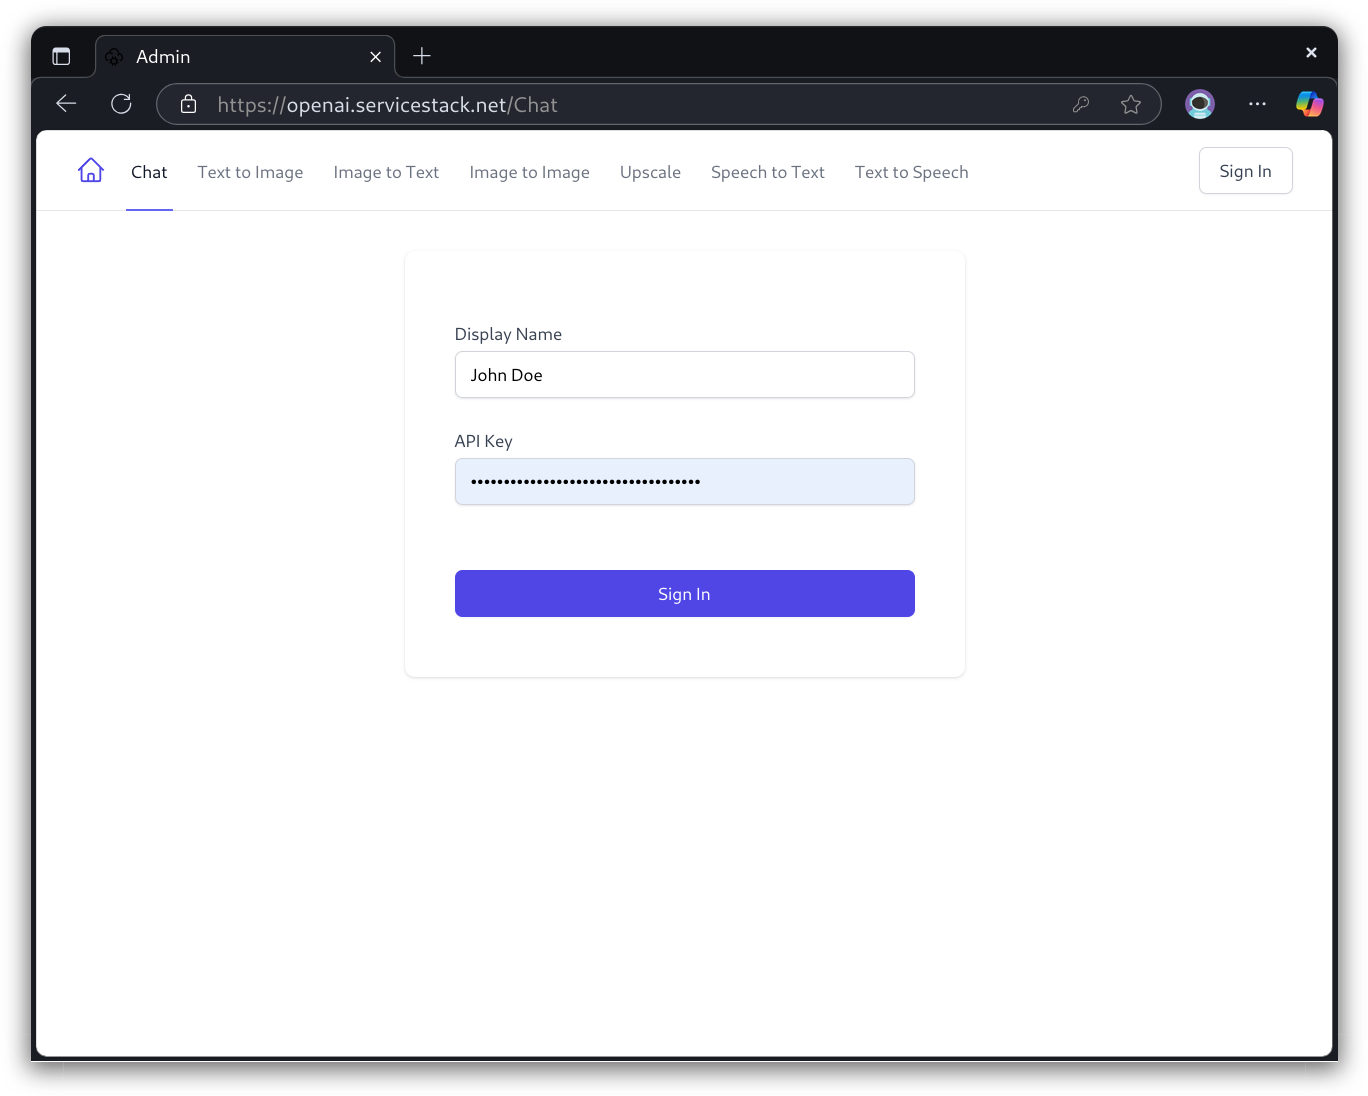 Admin
https://openai.servicestack.net/Chat
Chat Text to Image Image to Text Image to Image Upscale Speech to Text Text to Speech Sign In
Display Name
John Doe
API Key
•••••••••••••••••••••••••••••••••••
Sign In